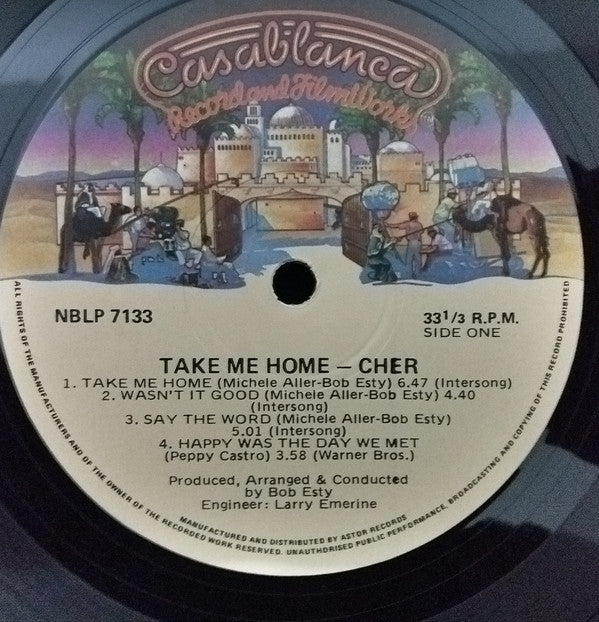 Casablanca
Record and FilmWorks
NBLP 7133
33 1/3 R.P.M.
SIDE ONE
TAKE ME HOME – CHER
1. TAKE ME HOME (Michele Aller-Bob Esty) 6.47 (Intersong)
2. WASN'T IT GOOD (Michele Aller-Bob Esty) 4.40
(Intersong)
3. SAY THE WORD (Michele Aller-Bob Esty)
5.01 (Intersong)
4. HAPPY WAS THE DAY WE MET
(Peppy Castro) 3.58 (Warner Bros.)
Produced, Arranged & Conducted
by Bob Esty
Engineer: Larry Emerine
MANUFACTURED AND DISTRIBUTED BY ASTOR RECORDS
ALL RIGHTS OF THE MANUFACTURERS AND OF THE OWNER OF THE RECORDED WORK RESERVED. UNAUTHORISED PUBLIC PERFORMANCE, BROADCASTING AND COPYING OF THIS RECORD PROHIBITED